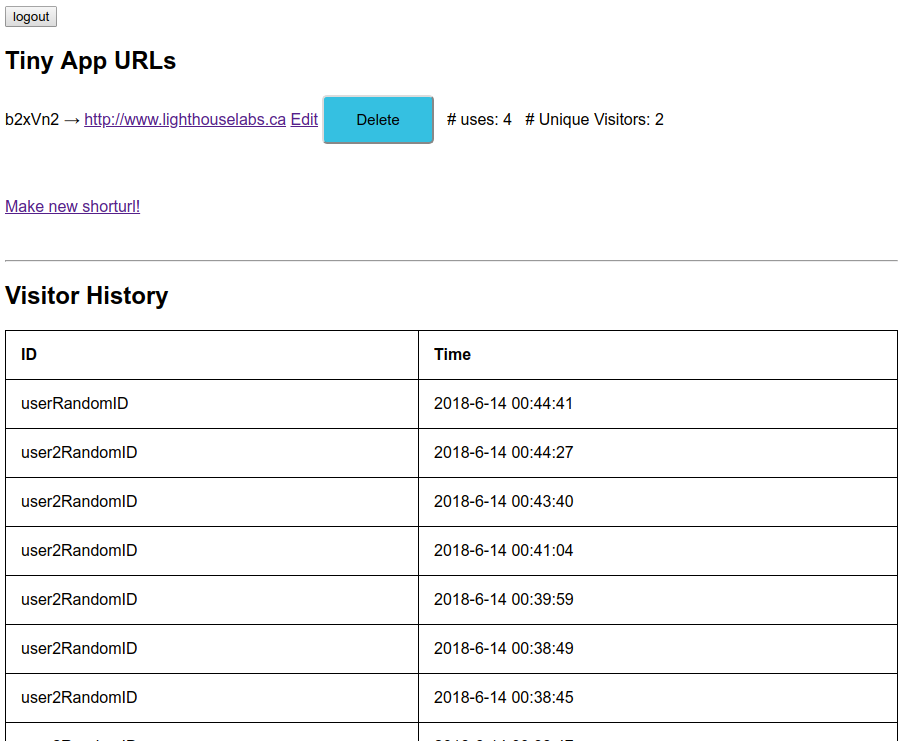 logout
Tiny App URLs
b2xVn2 → http://www.lighthouselabs.ca Edit Delete # uses: 4 # Unique Visitors: 2
Make new shorturl!
Visitor History
ID Time
userRandomID 2018-6-14 00:44:41
user2RandomID 2018-6-14 00:44:27
user2RandomID 2018-6-14 00:43:40
user2RandomID 2018-6-14 00:41:04
user2RandomID 2018-6-14 00:39:59
user2RandomID 2018-6-14 00:38:49
user2RandomID 2018-6-14 00:38:45